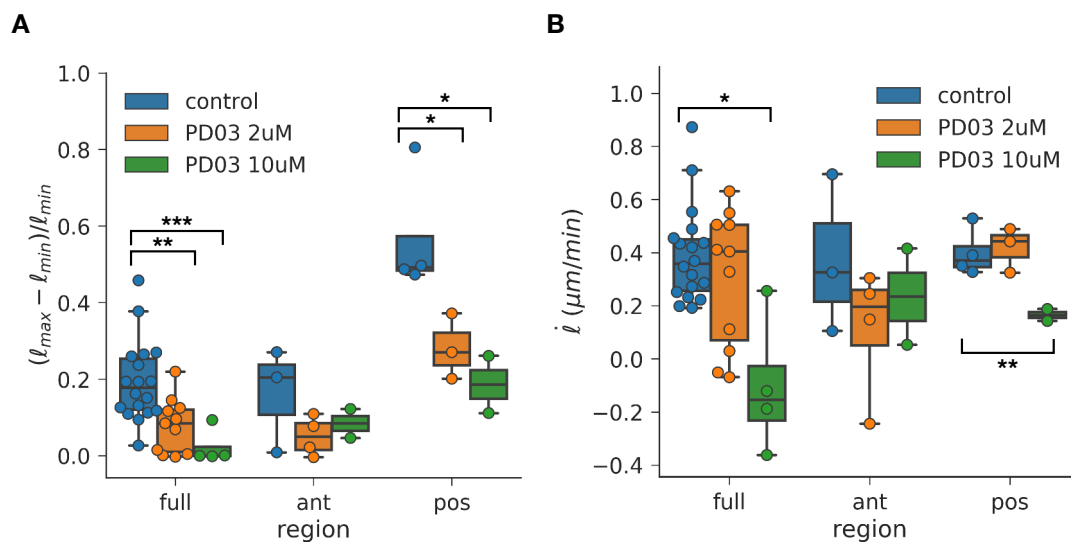 A
(ℓmax − ℓmin)/ℓmin
1.0
0.8
0.6
0.4
0.2
0.0
control
PD03 2uM
PD03 10uM
***
**
*
*
full ant pos
region
B
ℓ̇ (μm/min)
1.0
0.8
0.6
0.4
0.2
0.0
−0.2
−0.4
*
control
PD03 2uM
PD03 10uM
**
full ant pos
region